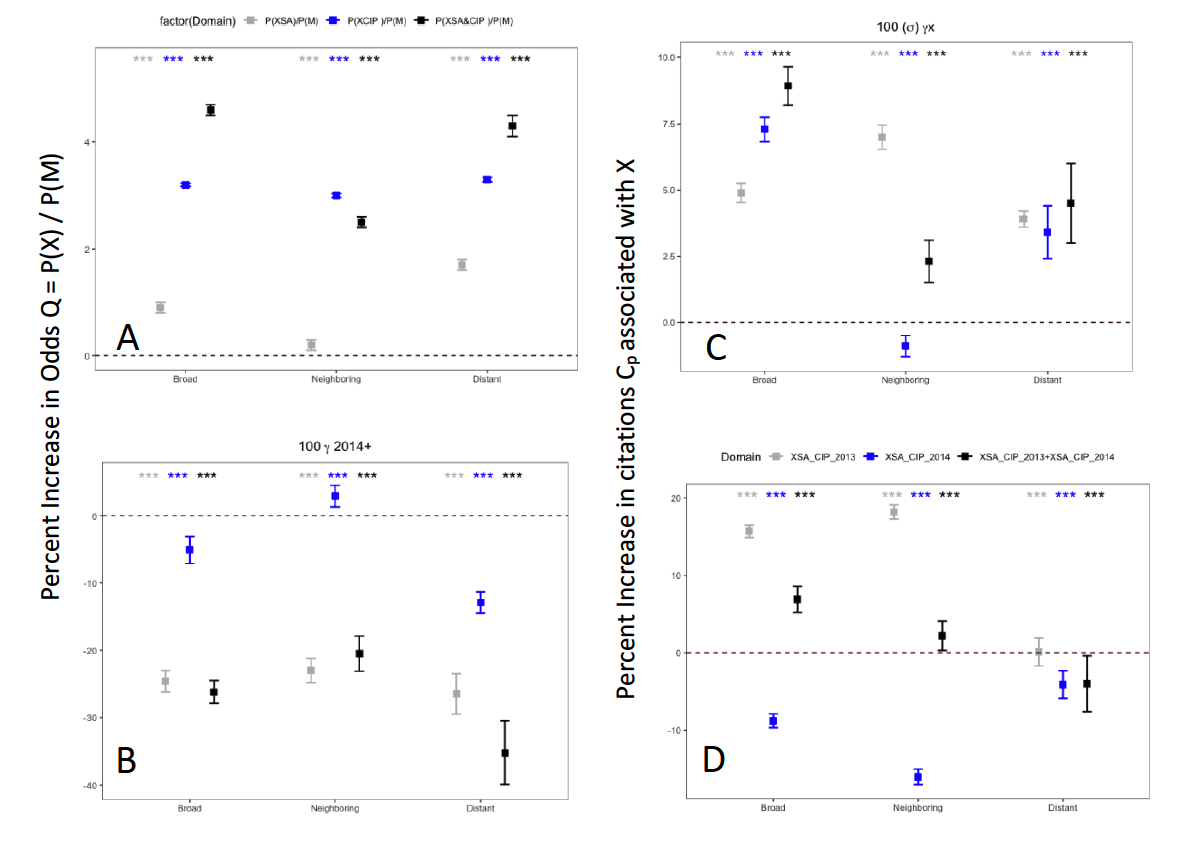 factor(Domain) P(XSA)/P(M) P(XCIP )/P(M) P(XSA&CIP )/P(M)
*** *** *** *** *** *** *** *** ***
4
2
0
A
Broad Neighboring Distant
Percent Increase in Odds Q = P(X) / P(M)
100 γ 2014+
*** *** *** *** *** *** *** *** ***
0
-10
-20
-30
-40
B
Broad Neighboring Distant
100 (σ) γx
*** *** *** *** *** *** *** *** ***
10.0
7.5
5.0
2.5
0.0
C
Broad Neighboring Distant
Percent Increase in citations Cₚ associated with X
Domain XSA_CIP_2013 XSA_CIP_2014 XSA_CIP_2013+XSA_CIP_2014
*** *** *** *** *** *** *** *** ***
20
10
0
-10
D
Broad Neighboring Distant